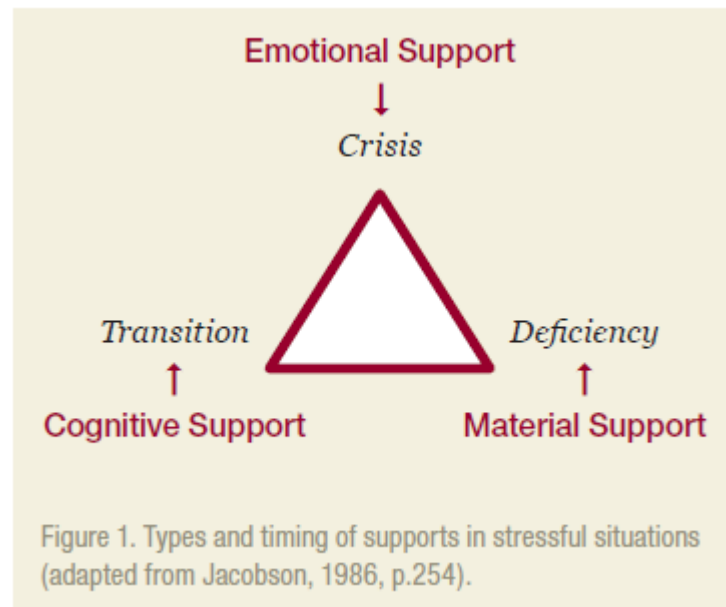 Emotional Support
↓
Crisis
Transition
Deficiency
↑
↑
Cognitive Support
Material Support
Figure 1. Types and timing of supports in stressful situations
(adapted from Jacobson, 1986, p.254).